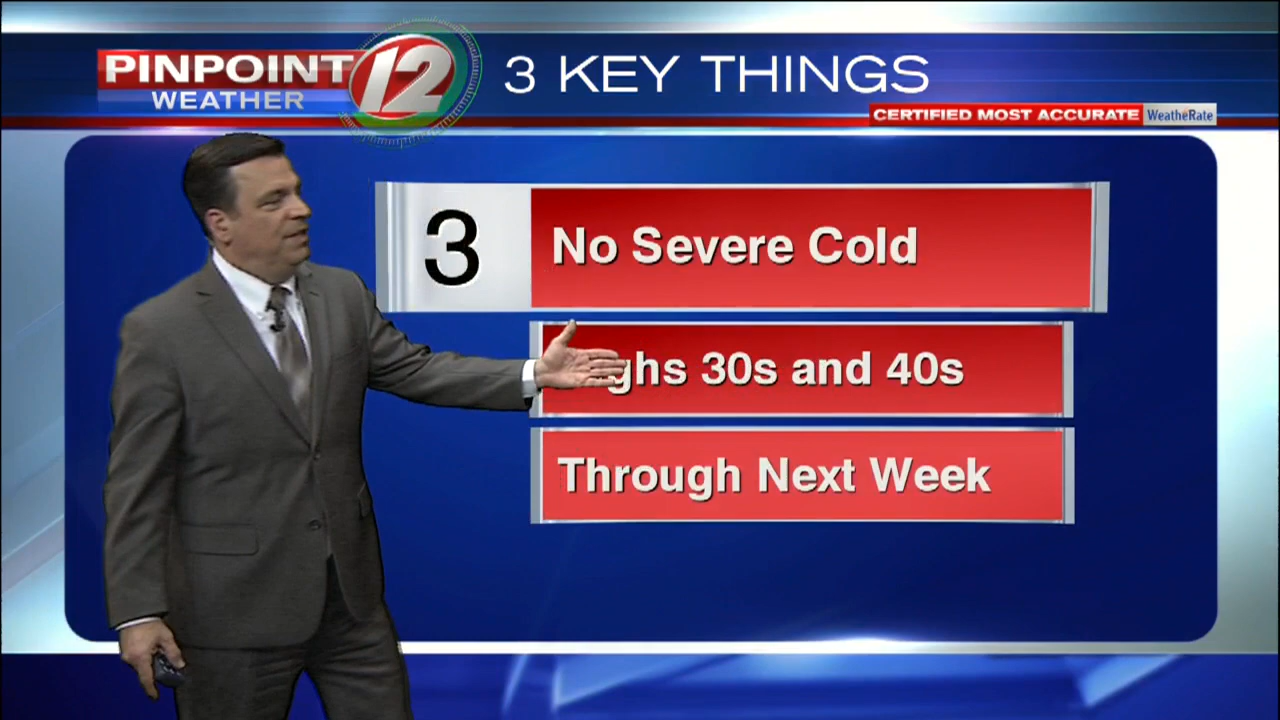 PINPOINT 12
WEATHER
3 KEY THINGS
CERTIFIED MOST ACCURATE WeatheRate
3 No Severe Cold
ghs 30s and 40s
Through Next Week